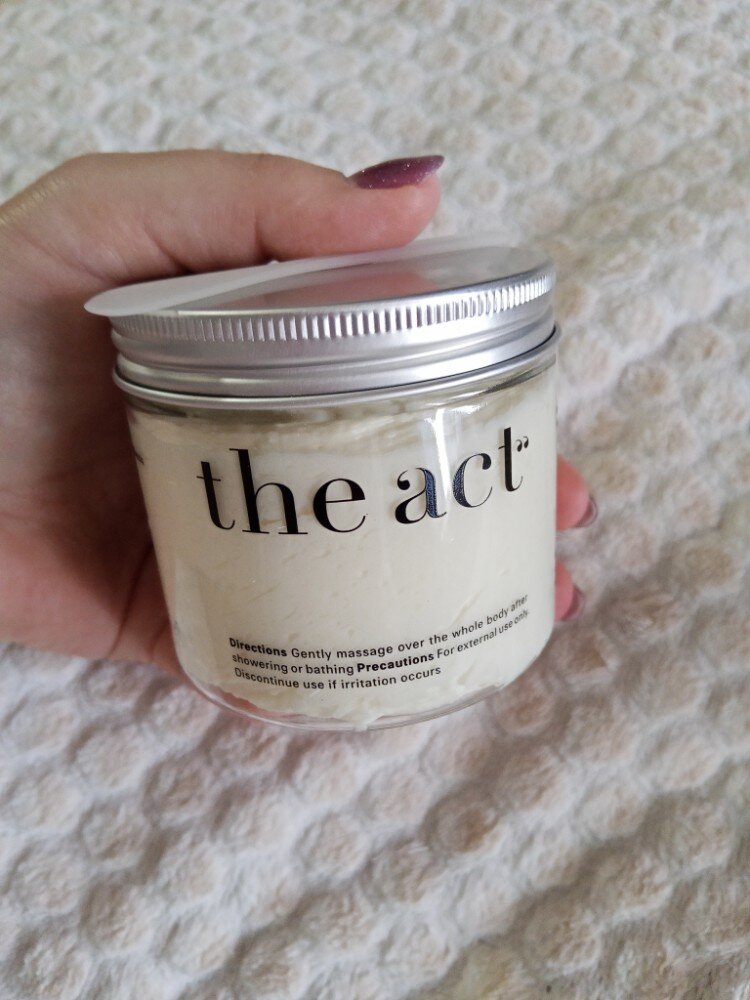 the act”
Directions Gently massage over the whole body after
showering or bathing Precautions For external use only.
Discontinue use if irritation occurs